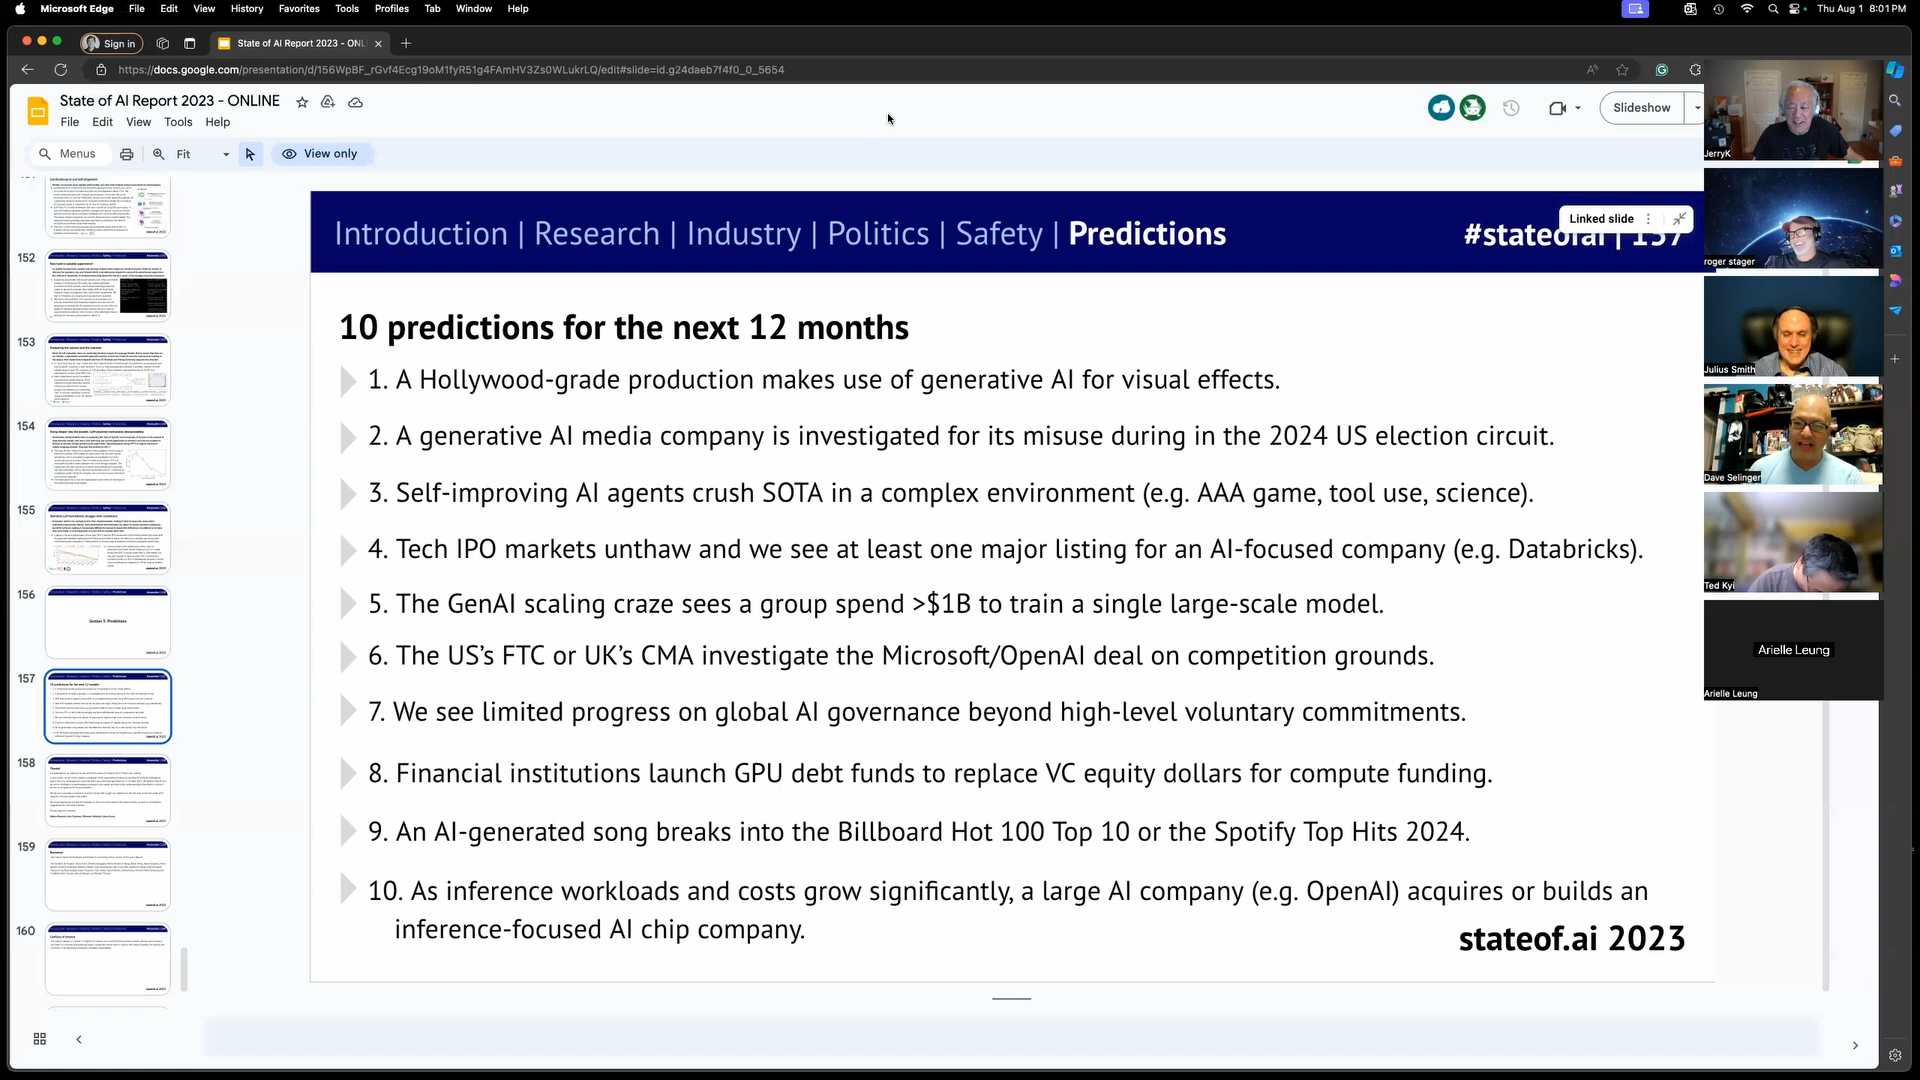 Microsoft Edge File Edit View History Favorites Tools Profiles Tab Window Help Thu Aug 1 8:01 PM
Sign in State of AI Report 2023 - ONL
https://docs.google.com/presentation/d/156WpBF_rGvf4Ecg19oM1fyR51g4FAmHV3Zs0WLukrLQ/edit#slide=id.g24daeb7f4f0_0_5654
State of AI Report 2023 - ONLINE
File Edit View Tools Help
Slideshow
Menus Fit View only
Introduction | Research | Industry | Politics | Safety | Predictions
#stateofai | 157
Linked slide
10 predictions for the next 12 months
1. A Hollywood-grade production makes use of generative AI for visual effects.
2. A generative AI media company is investigated for its misuse during in the 2024 US election circuit.
3. Self-improving AI agents crush SOTA in a complex environment (e.g. AAA game, tool use, science).
4. Tech IPO markets unthaw and we see at least one major listing for an AI-focused company (e.g. Databricks).
5. The GenAI scaling craze sees a group spend >$1B to train a single large-scale model.
6. The US's FTC or UK's CMA investigate the Microsoft/OpenAI deal on competition grounds.
7. We see limited progress on global AI governance beyond high-level voluntary commitments.
8. Financial institutions launch GPU debt funds to replace VC equity dollars for compute funding.
9. An AI-generated song breaks into the Billboard Hot 100 Top 10 or the Spotify Top Hits 2024.
10. As inference workloads and costs grow significantly, a large AI company (e.g. OpenAI) acquires or builds an
inference-focused AI chip company.
stateof.ai 2023
152
153
154
155
156
Section 5: Predictions
157
158
159
160
JerryK
roger stager
Julius Smith
Dave Selinger
Ted Kyi
Arielle Leung
Arielle Leung